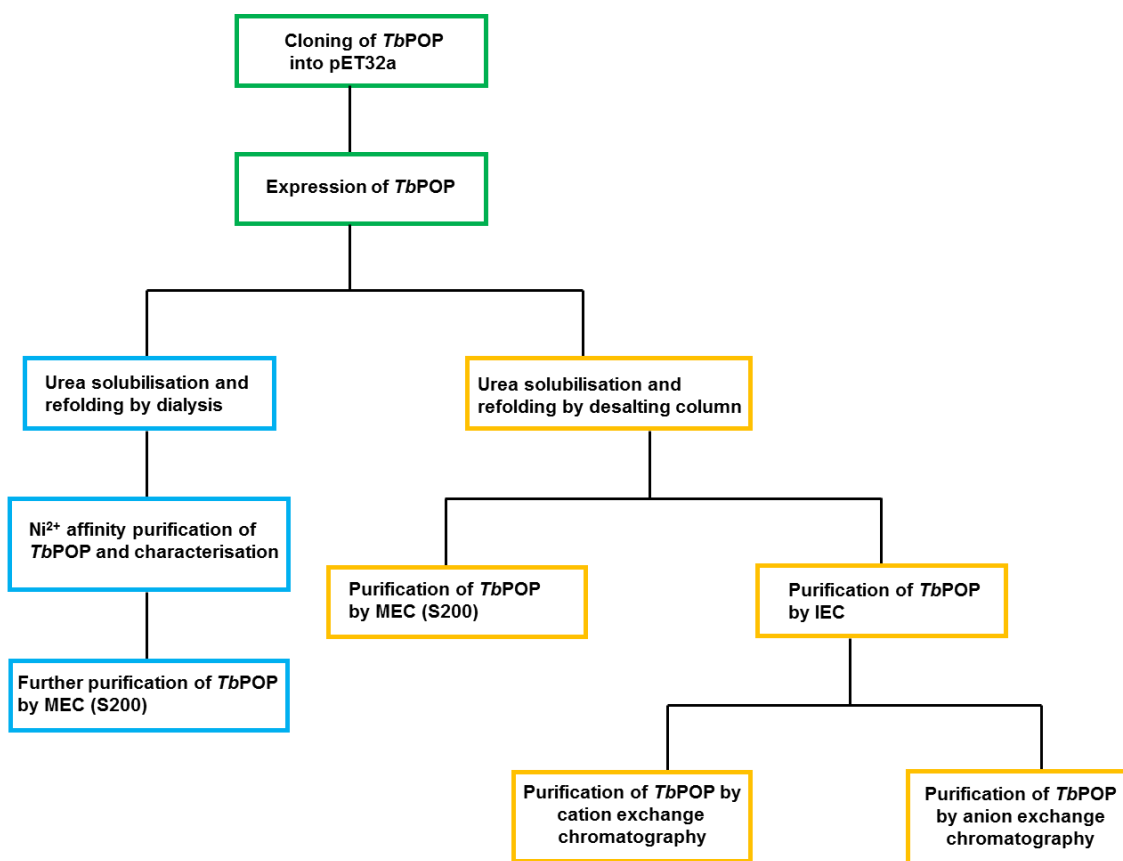 Cloning of TbPOP
into pET32a
Expression of TbPOP
Urea solubilisation and
refolding by dialysis
Urea solubilisation and
refolding by desalting column
Ni²⁺ affinity purification of
TbPOP and characterisation
Purification of TbPOP
by MEC (S200)
Purification of TbPOP
by IEC
Further purification of TbPOP
by MEC (S200)
Purification of TbPOP by
cation exchange
chromatography
Purification of TbPOP
by anion exchange
chromatography